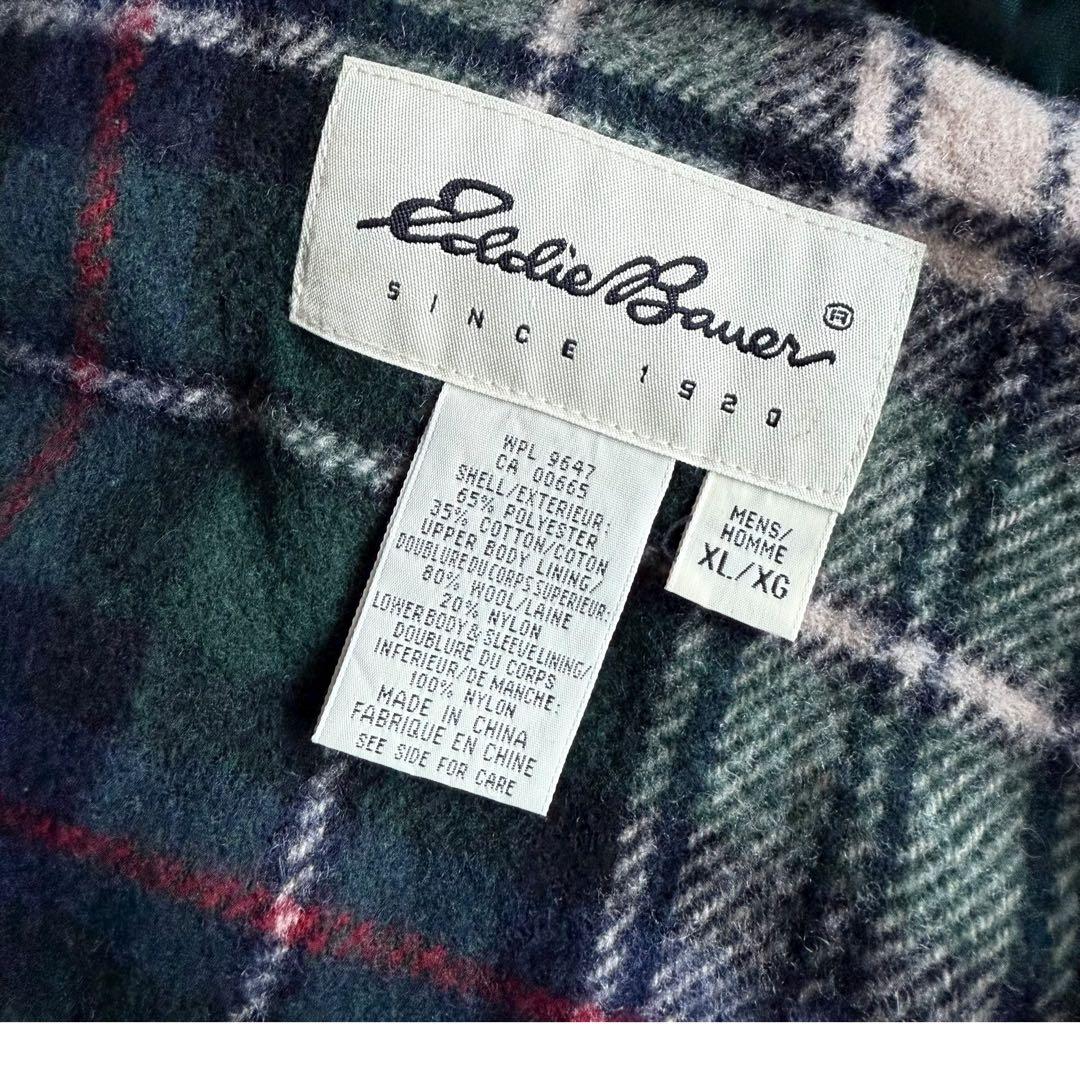 Eddie Bauer®
SINCE 1920
WPL 9647
CA 00665
SHELL/EXTERIEUR:
65% POLYESTER
35% COTTON/COTON
UPPER BODY LINING/
DOUBLURE DU CORPS SUPERIEUR:
80% WOOL/LAINE
20% NYLON
LOWER BODY & SLEEVE LINING/
DOUBLURE DU CORPS
INFERIEUR/DE MANCHE:
100% NYLON
MADE IN CHINA
FABRIQUE EN CHINE
SEE SIDE FOR CARE
MENS/
HOMME
XL/XG